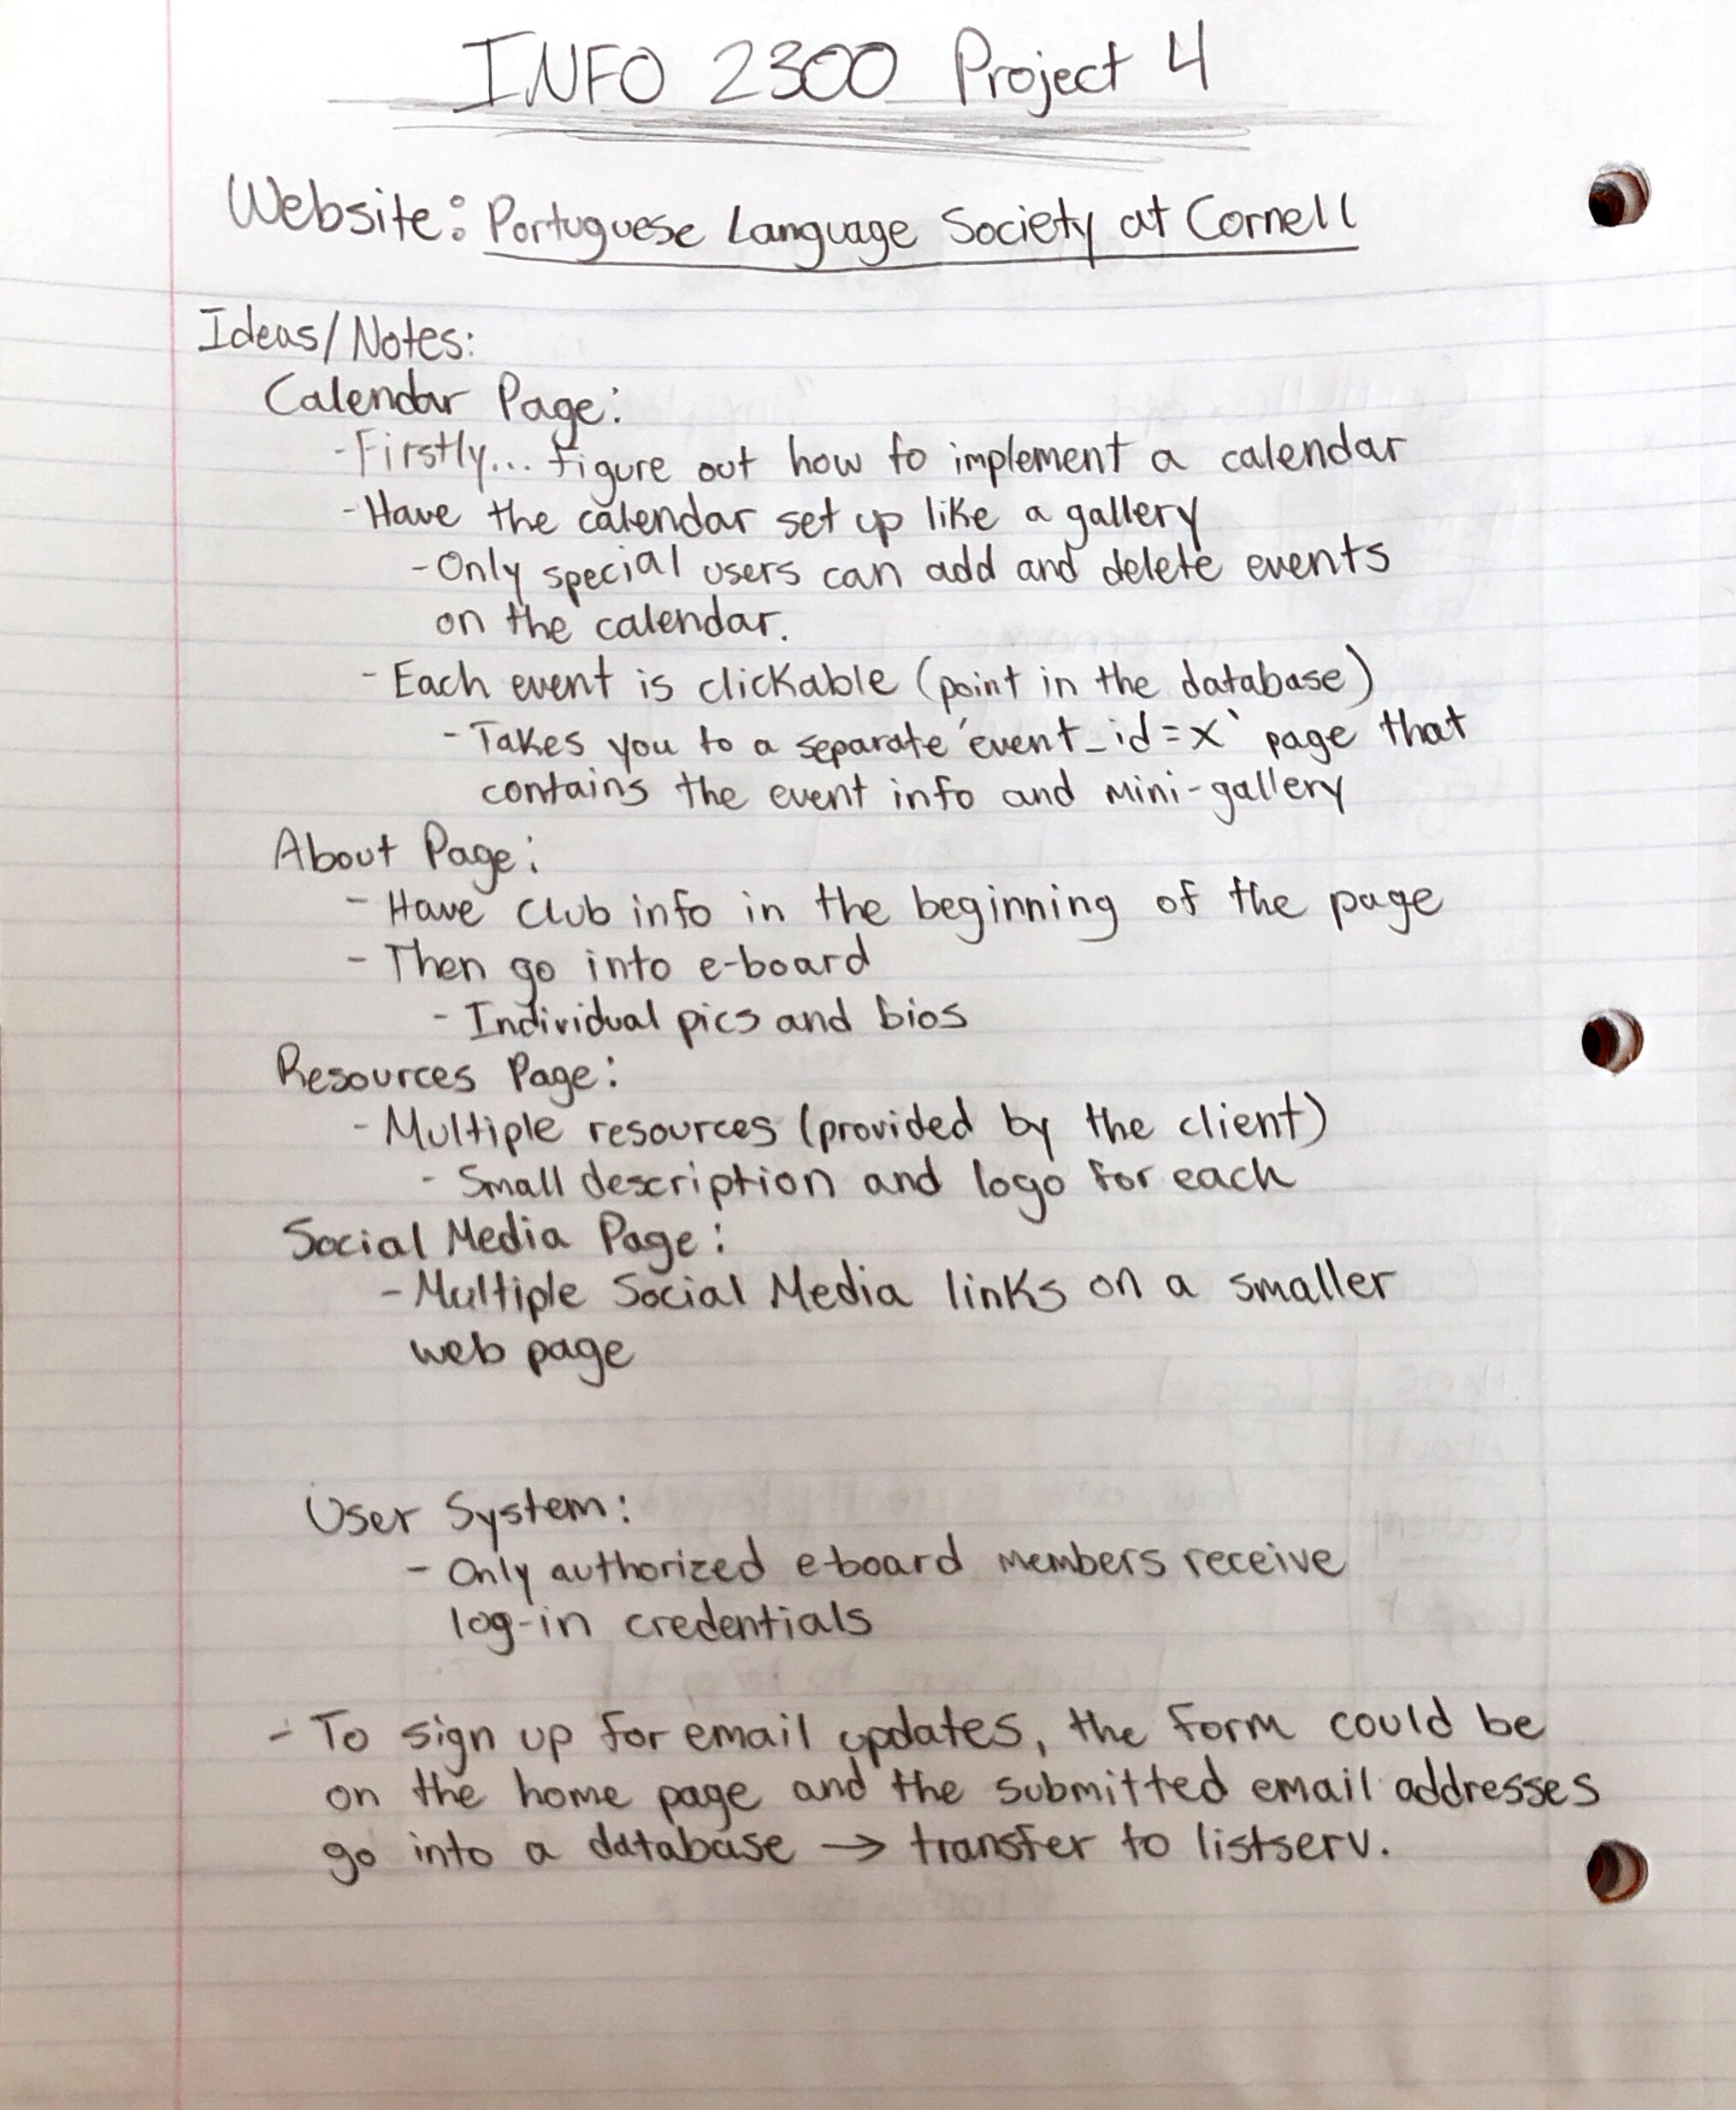 INFO 2300 Project 4
Website: Portuguese Language Society at Cornell
Ideas/Notes:
Calendar Page:
-Firstly... figure out how to implement a calendar
-Have the calendar set up like a gallery
-Only special users can add and delete events
on the calendar.
- Each event is clickable (point in the database)
- Takes you to a separate ´event_id=x` page that
contains the event info and mini-gallery
About Page:
- Have club info in the beginning of the page
- Then go into e-board
- Individual pics and bios
Resources Page:
- Multiple resources (provided by the client)
- Small description and logo for each
Social Media Page:
- Multiple Social Media links on a smaller
web page
User System:
- Only authorized e-board members receive
log-in credentials
- To sign up for email updates, the form could be
on the home page and the submitted email addresses
go into a database → transfer to listserv.